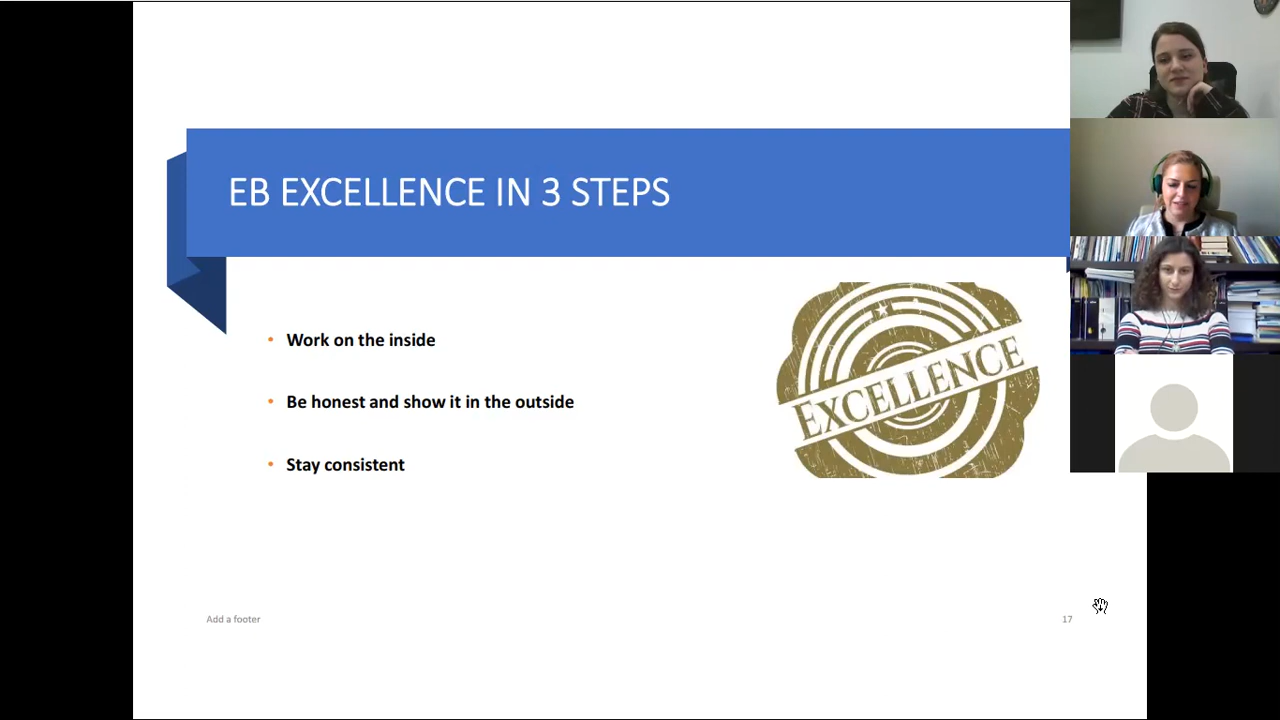 EB EXCELLENCE IN 3 STEPS
• Work on the inside
• Be honest and show it in the outside
• Stay consistent
EXCELLENCE
Add a footer
17